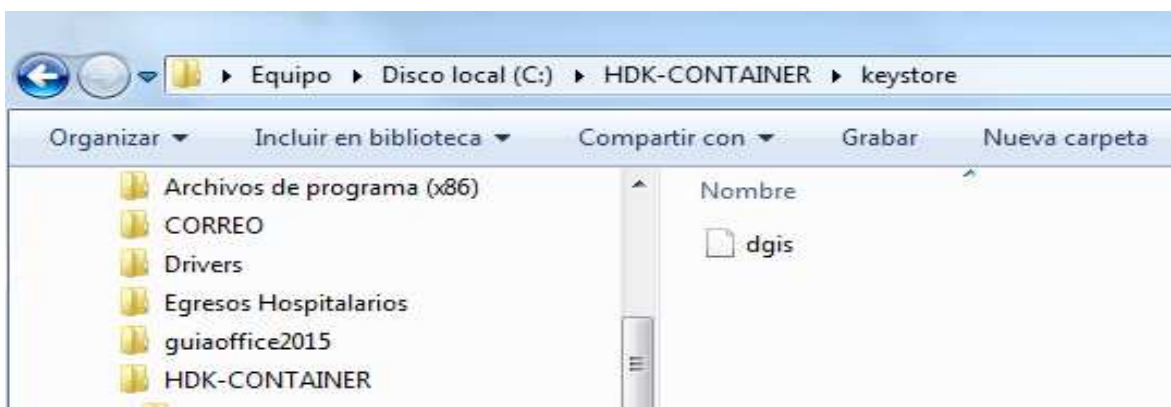 Equipo ▸ Disco local (C:) ▸ HDK-CONTAINER ▸ keystore
Organizar Incluir en biblioteca Compartir con Grabar Nueva carpeta
Archivos de programa (x86)
CORREO
Drivers
Egresos Hospitalarios
guiaoffice2015
HDK-CONTAINER
Nombre
dgis